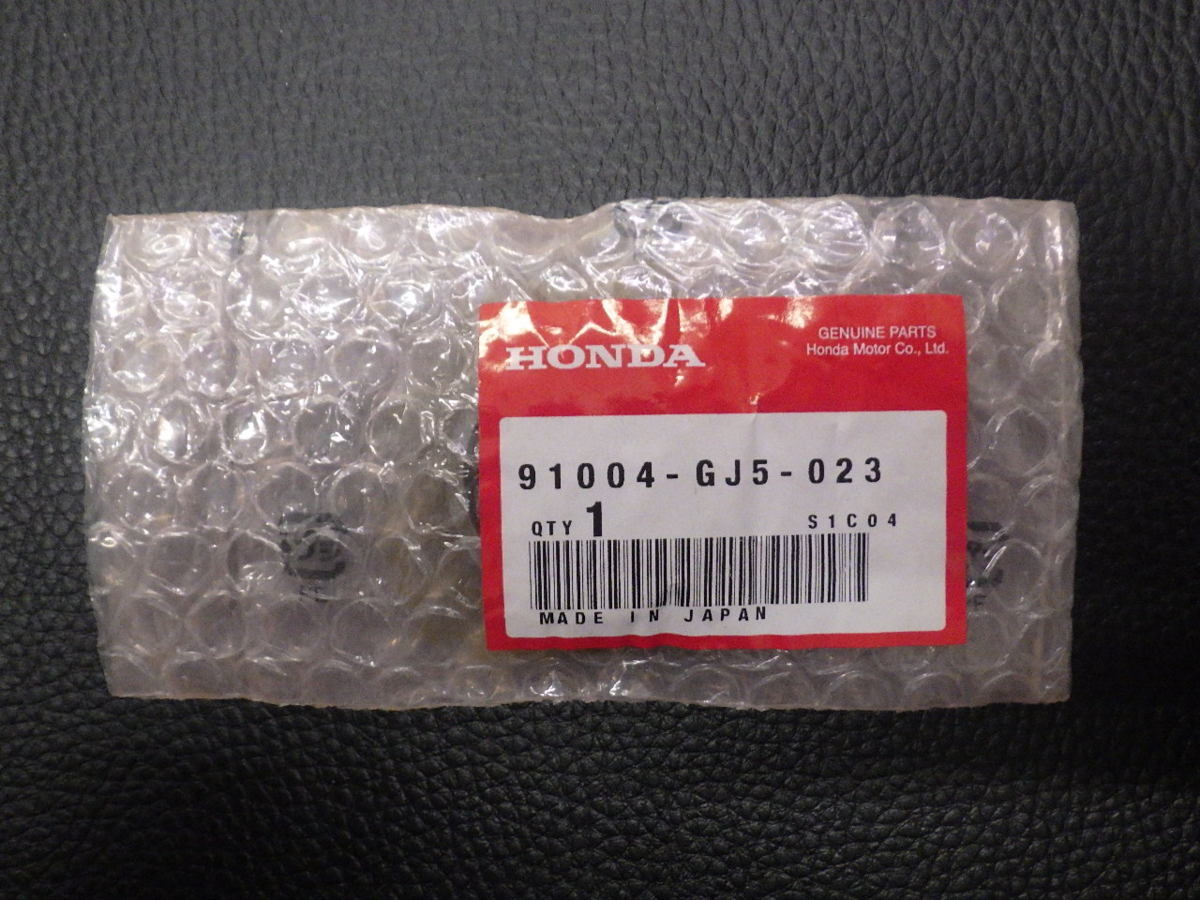 HONDA
GENUINE PARTS
Honda Motor Co., Ltd.
91004-GJ5-023
QTY 1
S1C04
MADE IN JAPAN